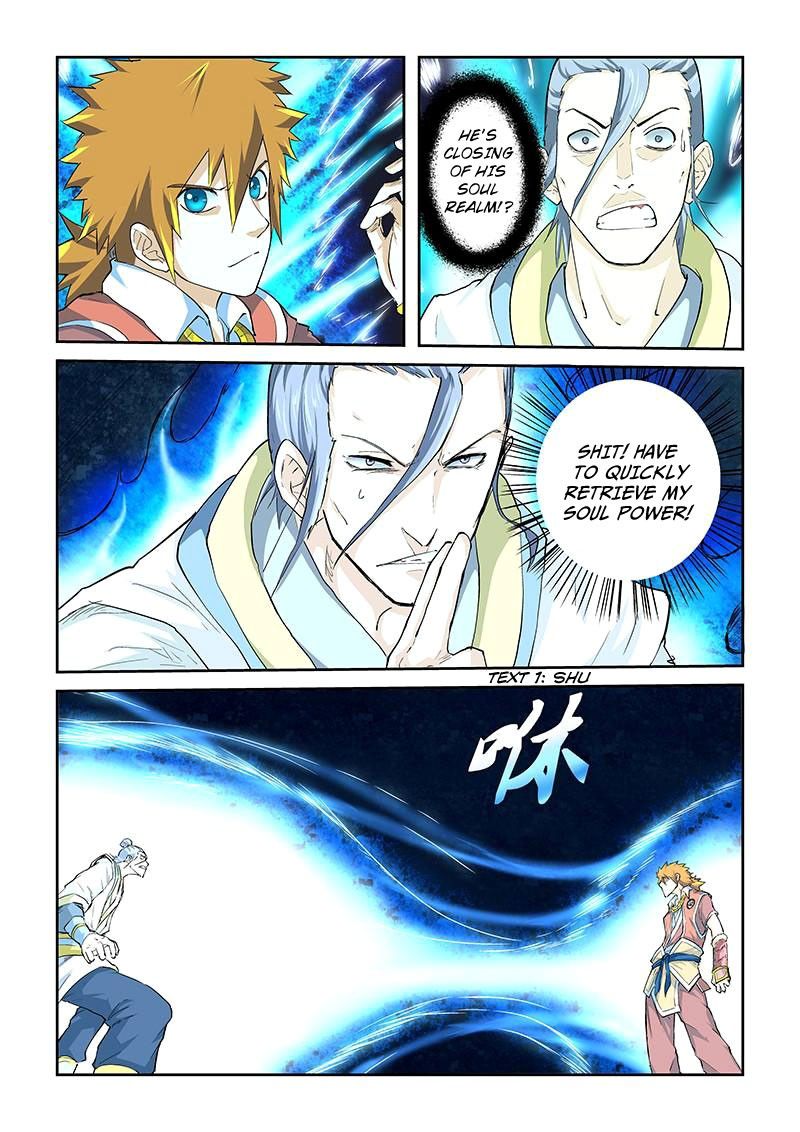 HE'S
CLOSING
OF HIS
SOUL
REALM!?
SHIT! HAVE
TO QUICKLY
RETRIEVE MY
SOUL POWER!
TEXT 1: SHU
咻